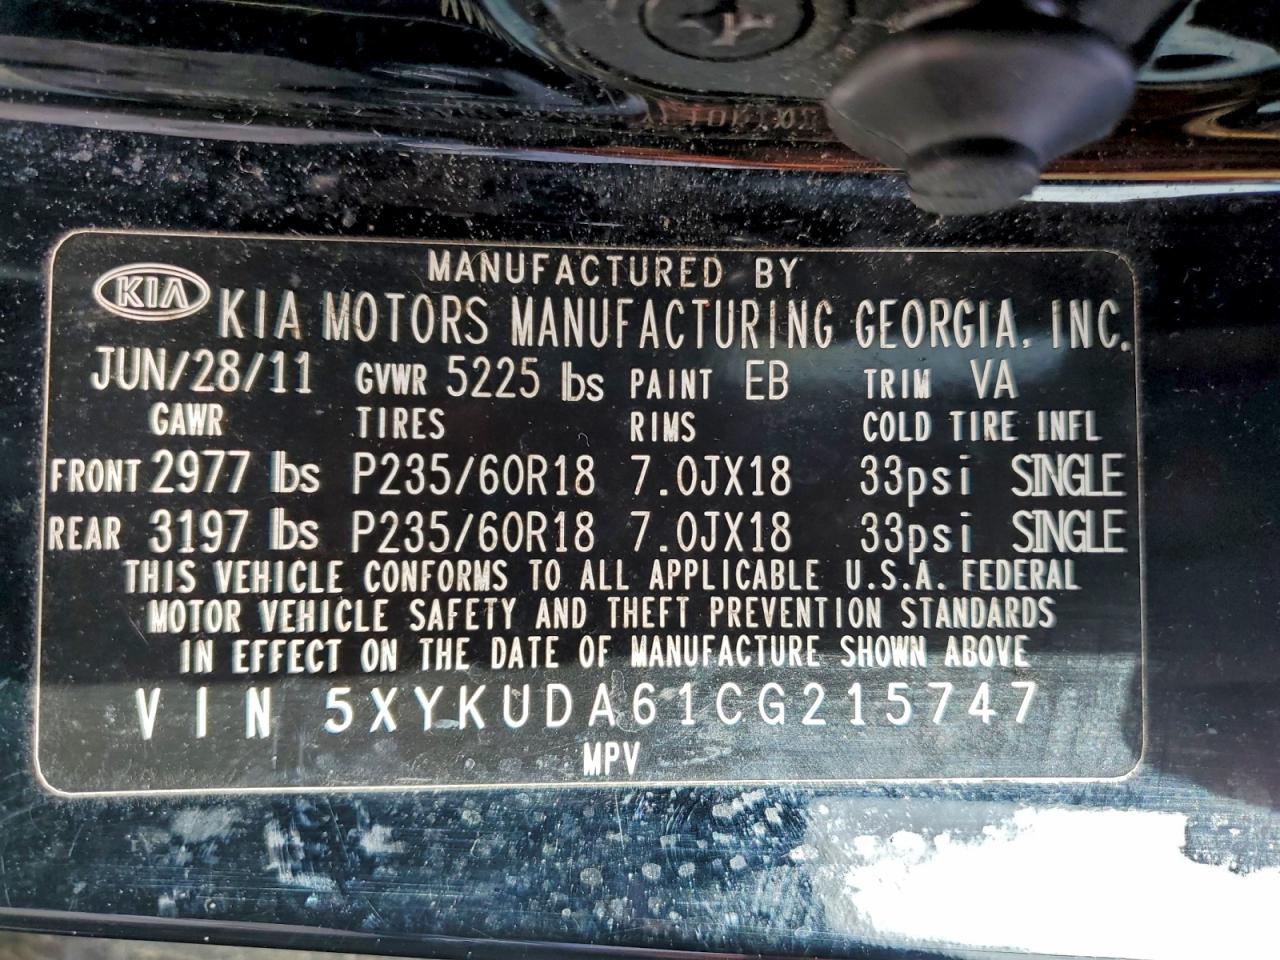 MANUFACTURED BY
KIA KIA MOTORS MANUFACTURING GEORGIA, INC.
JUN/28/11 GVWR 5225 lbs PAINT EB TRIM VA
GAWR TIRES RIMS COLD TIRE INFL
FRONT 2977 lbs P235/60R18 7.0JX18 33psi SINGLE
REAR 3197 lbs P235/60R18 7.0JX18 33psi SINGLE
THIS VEHICLE CONFORMS TO ALL APPLICABLE U.S.A. FEDERAL
MOTOR VEHICLE SAFETY AND THEFT PREVENTION STANDARDS
IN EFFECT ON THE DATE OF MANUFACTURE SHOWN ABOVE
VIN 5XYKUDA61CG215747
MPV